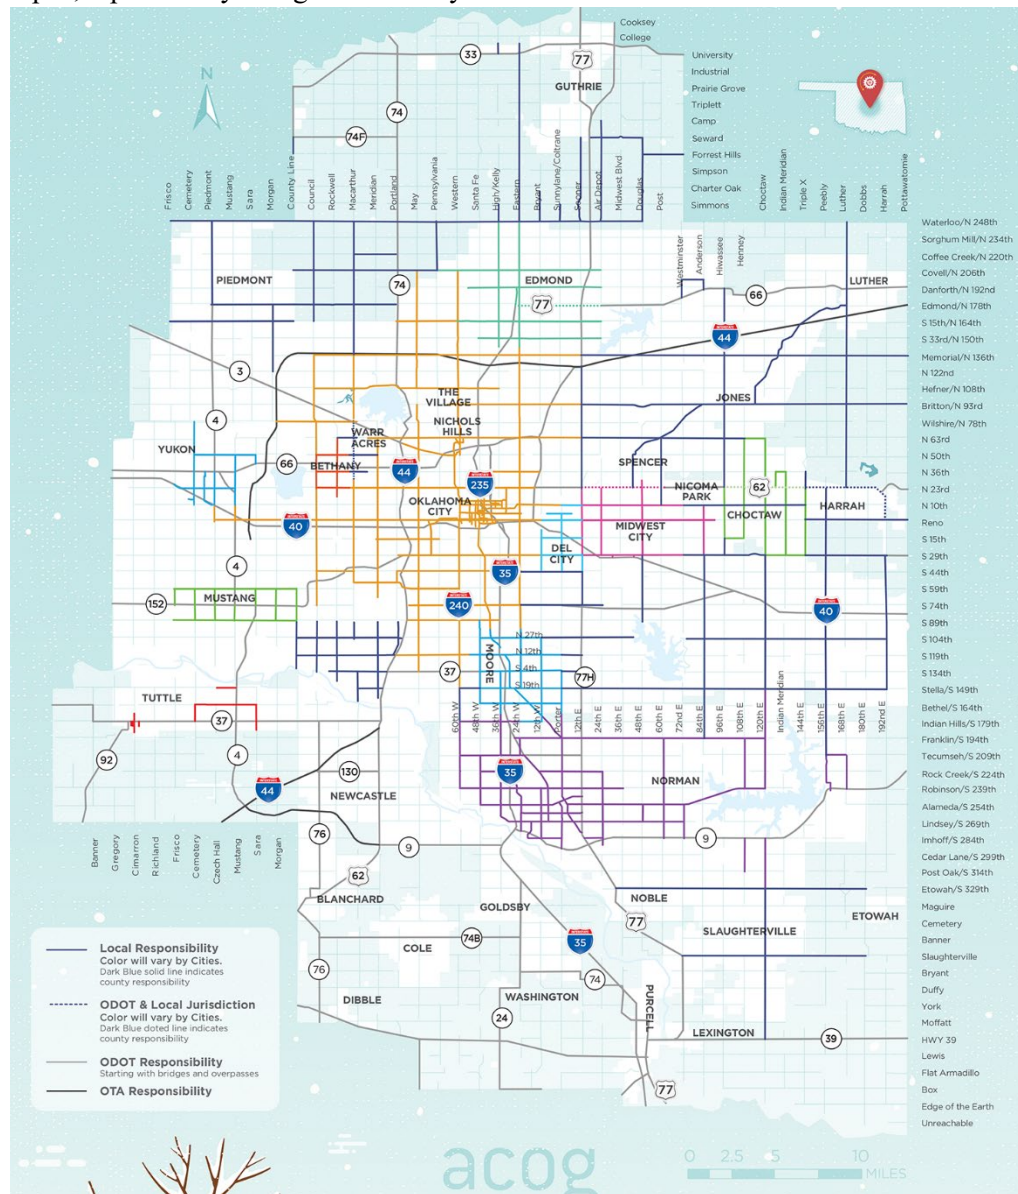 Cooksey
College
33
77
University
Industrial
GUTHRIE
Prairie Grove
N
Triplett
74
Camp
74F
Seward
Forrest Hills
Simpson
Charter Oak
Simmons
Frisco
Cemetery
Piedmont
Mustang
Sara
Morgan
County Line
Council
Rockwell
Macarthur
Meridian
Portland
May
Pennsylvania
Western
Santa Fe
High/Kelly
Eastern
Bryant
Sunnylane/Coltrane
Sooner
Air Depot
Midwest Blvd
Douglas
Post
Choctaw
Indian Meridian
Triple X
Peebly
Luther
Dobbs
Harrah
Pottawatomie
Westminster
Anderson
Hiwassee
Henney
Waterloo/N 248th
Sorghum Mill/N 234th
Coffee Creek/N 220th
Covell/N 206th
Danforth/N 192nd
Edmond/N 178th
S 15th/N 164th
S 33rd/N 150th
Memorial/N 136th
N 122nd
Hefner/N 108th
Britton/N 93rd
Wilshire/N 78th
N 63rd
N 50th
N 36th
N 23rd
N 10th
Reno
S 15th
S 29th
S 44th
S 59th
S 74th
S 89th
S 104th
S 119th
S 134th
Stella/S 149th
Bethel/S 164th
Indian Hills/S 179th
Franklin/S 194th
Tecumseh/S 209th
Rock Creek/S 224th
Robinson/S 239th
Alameda/S 254th
Lindsey/S 269th
Imhoff/S 284th
Cedar Lane/S 299th
Post Oak/S 314th
Etowah/S 329th
Maguire
Cemetery
Banner
Slaughterville
Bryant
Duffy
York
Moffatt
HWY 39
Lewis
Flat Armadillo
Box
Edge of the Earth
Unreachable
PIEDMONT
74
EDMOND
77
66
LUTHER
44
3
4
THE
VILLAGE
NICHOLS
HILLS
JONES
WARR
ACRES
YUKON
66
BETHANY
44
235
SPENCER
NICOMA
PARK
62
CHOCTAW
HARRAH
OKLAHOMA
CITY
40
MIDWEST
CITY
DEL
CITY
4
35
152
MUSTANG
240
40
MOORE
N 27th
N 12th
S 4th
S 19th
37
77H
TUTTLE
37
4
92
60th W
48th W
36th W
24th W
12th W
Porter
12th E
24th E
36th E
48th E
60th E
72nd E
84th E
96th E
108th E
120th E
Indian Meridian
144th E
156th E
168th E
180th E
192nd E
130
35
NORMAN
44
NEWCASTLE
76
9
9
Banner
Gregory
Cimarron
Richland
Frisco
Cemetery
Czech Hall
Mustang
Sara
Morgan
62
BLANCHARD
GOLDSBY
NOBLE
ETOWAH
77
SLAUGHTERVILLE
74B
COLE
35
76
74
DIBBLE
WASHINGTON
PURCELL
24
LEXINGTON
39
77
Local Responsibility
Color will vary by Cities.
Dark Blue solid line indicates
county responsibility
ODOT & Local Jurisdiction
Color will vary by Cities.
Dark Blue doted line indicates
county responsibility
ODOT Responsibility
Starting with bridges and overpasses
OTA Responsibility
acog
0 2.5 5 10
MILES